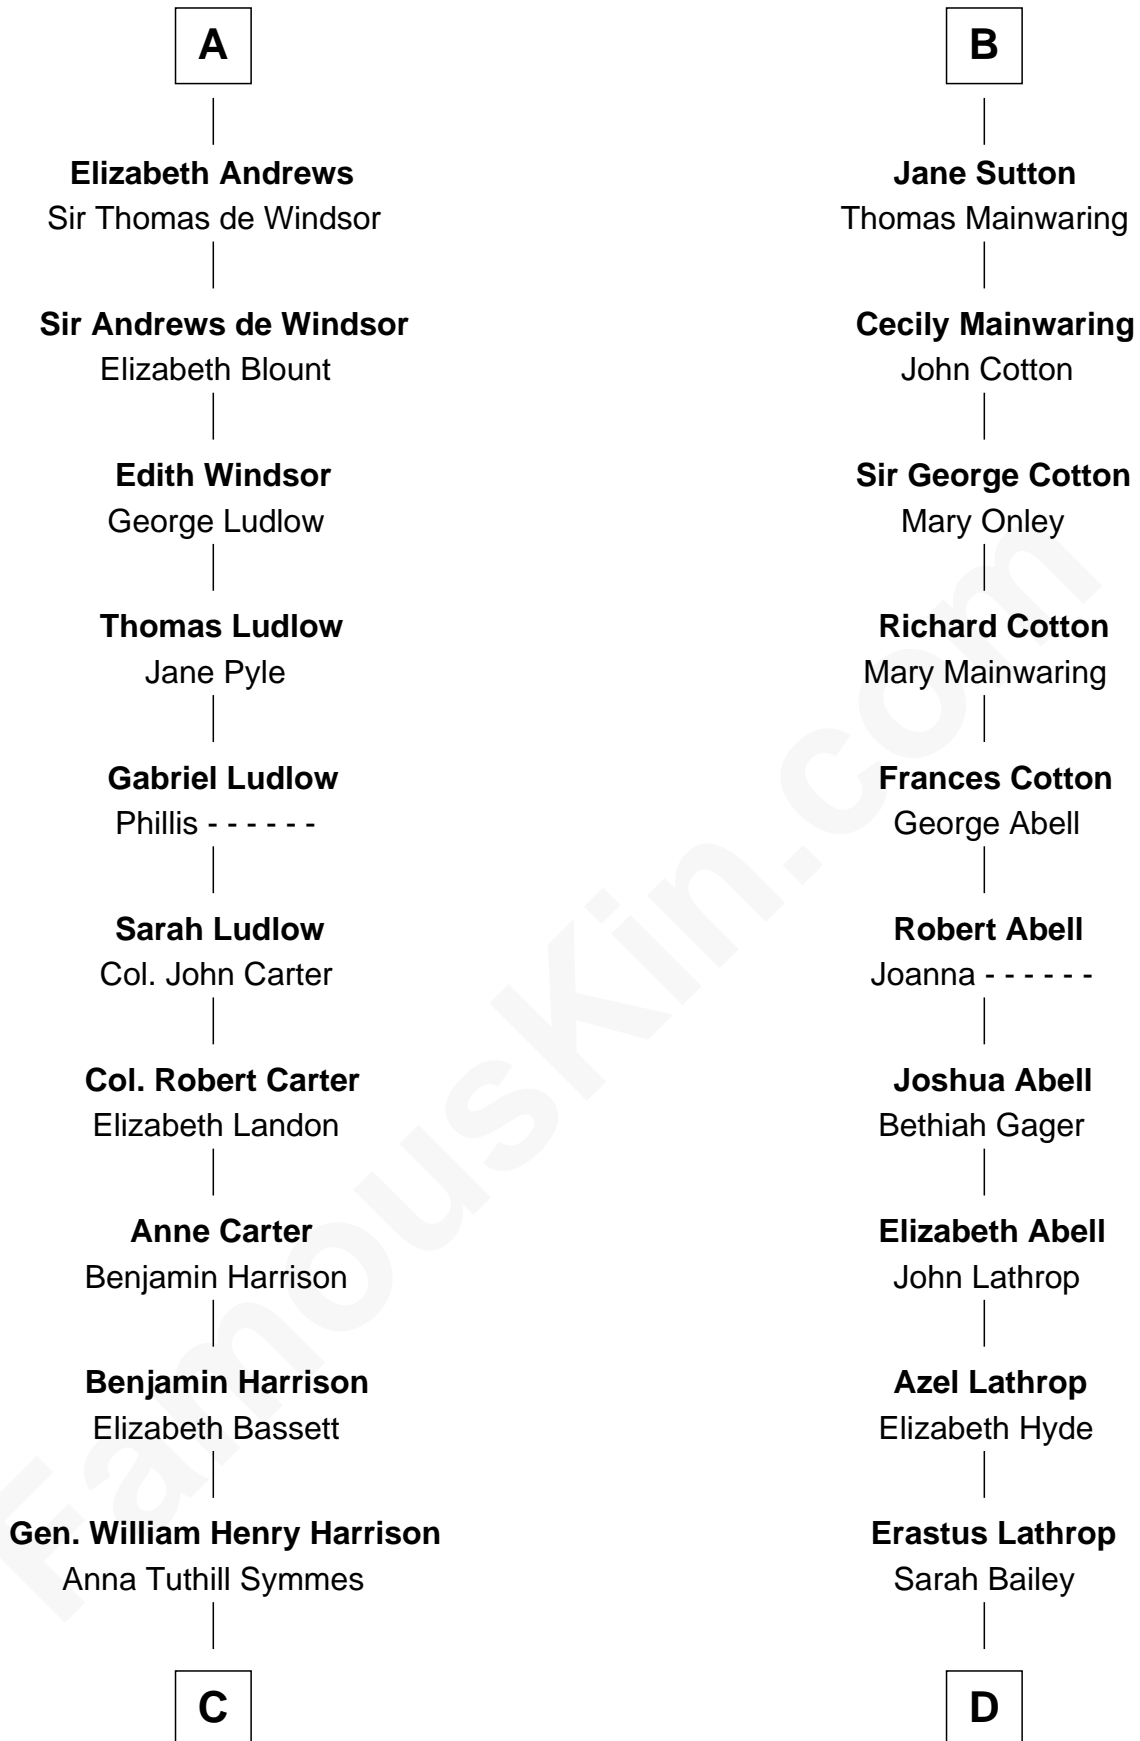 A
Elizabeth Andrews
Sir Thomas de Windsor
Sir Andrews de Windsor
Elizabeth Blount
Edith Windsor
George Ludlow
Thomas Ludlow
Jane Pyle
Gabriel Ludlow
Phillis - - - - - -
Sarah Ludlow
Col. John Carter
Col. Robert Carter
Elizabeth Landon
Anne Carter
Benjamin Harrison
Benjamin Harrison
Elizabeth Bassett
Gen. William Henry Harrison
Anna Tuthill Symmes
C
B
Jane Sutton
Thomas Mainwaring
Cecily Mainwaring
John Cotton
Sir George Cotton
Mary Onley
Richard Cotton
Mary Mainwaring
Frances Cotton
George Abell
Robert Abell
Joanna - - - - - -
Joshua Abell
Bethiah Gager
Elizabeth Abell
John Lathrop
Azel Lathrop
Elizabeth Hyde
Erastus Lathrop
Sarah Bailey
D
FamousKin.com